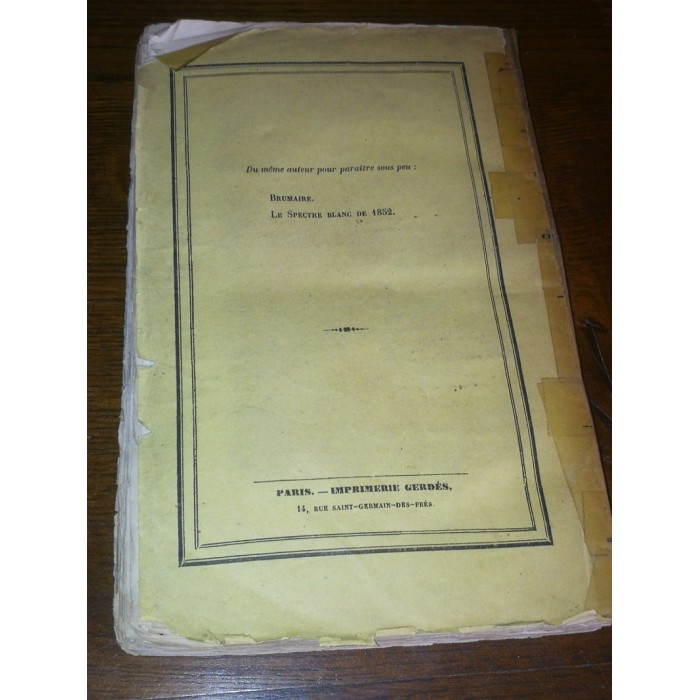 Du même auteur pour paraître sous peu :
BRUMAIRE.
LE SPECTRE BLANC DE 1852.
PARIS. — IMPRIMERIE GERDÈS,
14, RUE SAINT-GERMAIN-DES-PRÉS.